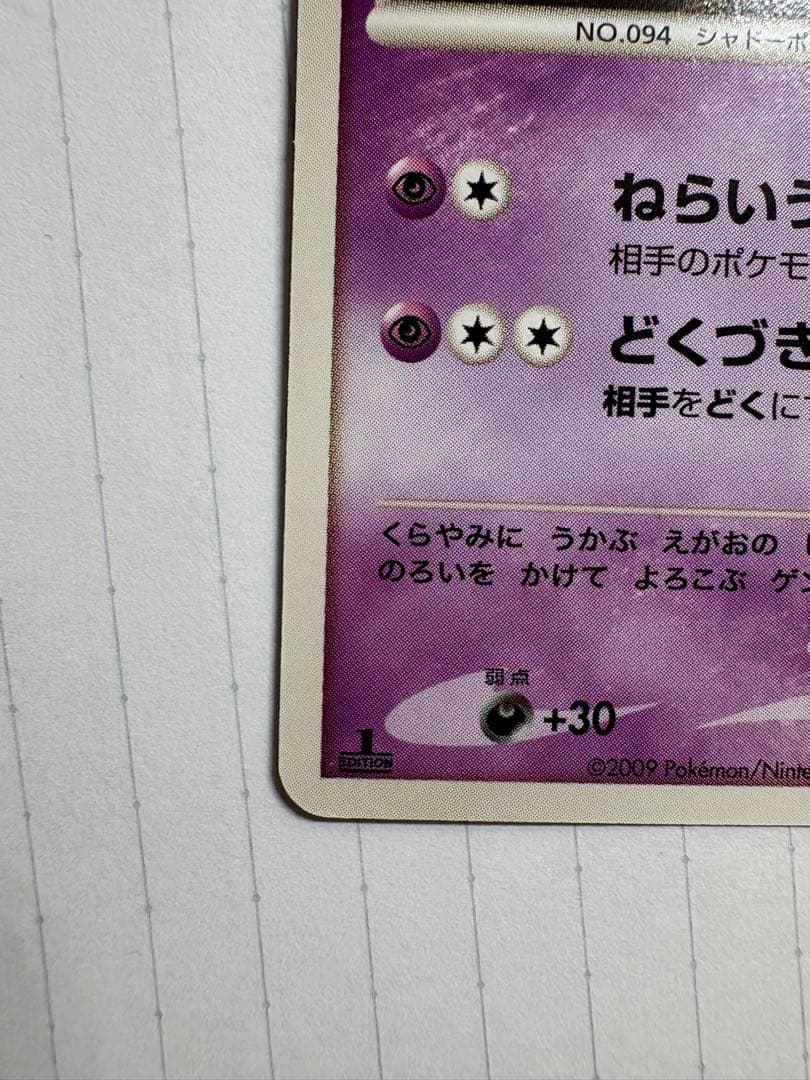 NO.094 シャドーポ
ねらいう
相手のポケモ
どくづき
相手をどくに
くらやみに うかぶ えがおの
のろいを かけて よろこぶ ゲン
弱点
+30
1
EDITION
©2009 Pokémon/Ninte